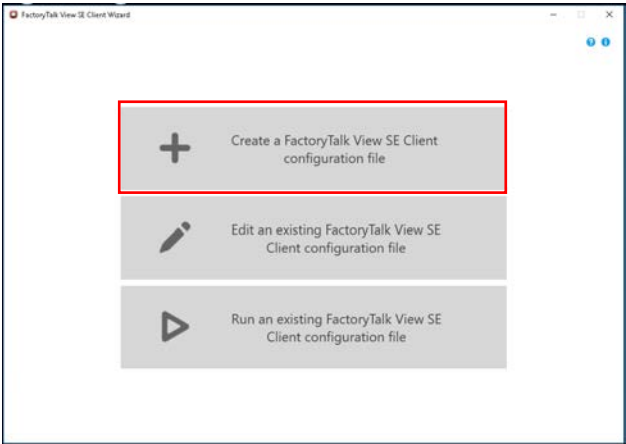 FactoryTalk View SE Client Wizard
Create a FactoryTalk View SE Client
configuration file
Edit an existing FactoryTalk View SE
Client configuration file
Run an existing FactoryTalk View SE
Client configuration file